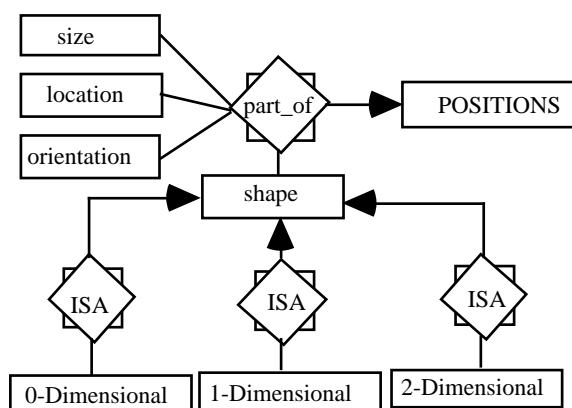 size
location
orientation
part_of
POSITIONS
shape
ISA
ISA
ISA
0-Dimensional
1-Dimensional
2-Dimensional